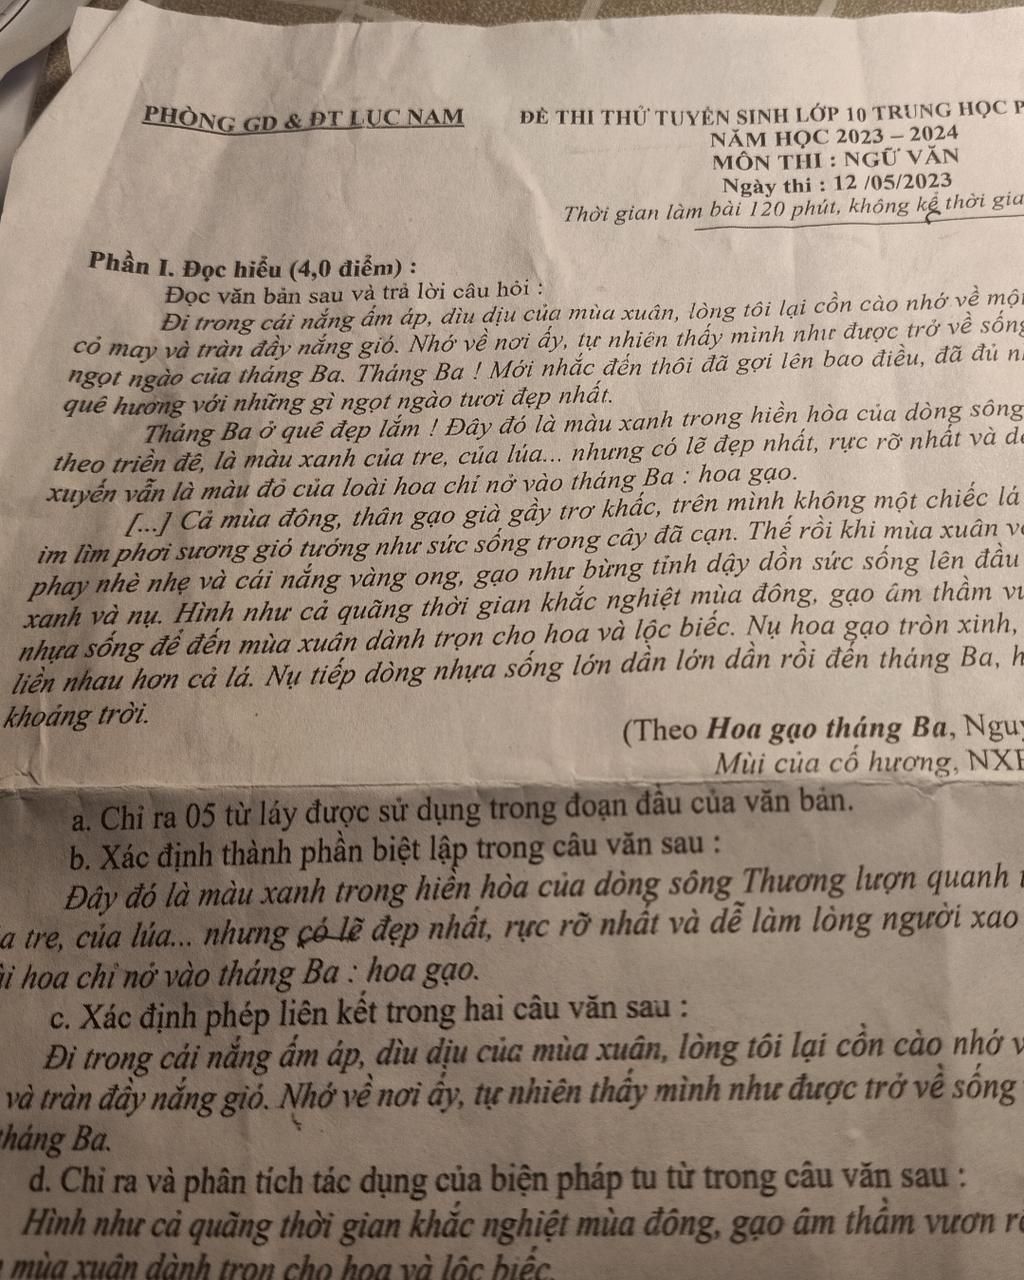 PHÒNG GD & ĐT LỤC NAM
ĐỀ THI THỬ TUYỂN SINH LỚP 10 TRUNG HỌC
NĂM HỌC 2023 – 2024
MÔN THI : NGỮ VĂN
Ngày thi : 12 /05/2023
Thời gian làm bài 120 phút, không kể thời
Phần I. Đọc hiểu (4,0 điểm) :
Đọc văn bản sau và trả lời câu hỏi :
Đi trong cái nắng ấm áp, dìu dịu của mùa xuân, lòng tôi lại cồn cào nhớ về một
cỏ may và tràn đầy nắng gió. Nhớ về nơi ấy, tự nhiên thấy mình như được trở về sống
ngọt ngào của tháng Ba. Tháng Ba ! Mới nhắc đến thôi đã gợi lên bao điều, đã đủ
quê hương với những gì ngọt ngào tươi đẹp nhất.
Tháng Ba ở quê đẹp lắm ! Đây đó là màu xanh trong hiền hòa của dòng sông
theo triền đê, là màu xanh của tre, của lúa... nhưng có lẽ đẹp nhất, rực rỡ nhất và
xuyến vẫn là màu đỏ của loài hoa chỉ nở vào tháng Ba : hoa gạo.
[...] Cả mùa đông, thân gạo già gầy trơ khấc, trên mình không một chiếc lá
im lìm phơi sương gió tưởng như sức sống trong cây đã cạn. Thế rồi khi mùa xuân
phay nhè nhẹ và cái nắng vàng ong, gạo như bừng tỉnh dậy dồn sức sống lên đầu
xanh và nụ. Hình như cả quãng thời gian khắc nghiệt mùa đông, gạo âm thầm
nhựa sống để đến mùa xuân dành trọn cho hoa và lộc biếc. Nụ hoa gạo tròn xinh,
liên nhau hơn cả lá. Nụ tiếp dòng nhựa sống lớn dần lớn dần rồi đến tháng Ba,
khoảng trời.
(Theo Hoa gạo tháng Ba,
Mùi của cố hương,
a. Chỉ ra 05 từ láy được sử dụng trong đoạn đầu của văn bản.
b. Xác định thành phần biệt lập trong câu văn sau :
Đây đó là màu xanh trong hiền hòa của dòng sông Thương lượn quanh
tre, của lúa... nhưng có lẽ đẹp nhất, rực rỡ nhất và dễ làm lòng người xao
hoa chỉ nở vào tháng Ba : hoa gạo.
c. Xác định phép liên kết trong hai câu văn sau :
Đi trong cái nắng ấm áp, dìu dịu của mùa xuân, lòng tôi lại cồn cào nhớ
và tràn đầy nắng gió. Nhớ về nơi ấy, tự nhiên thấy mình như được trở về sống
tháng Ba.
d. Chỉ ra và phân tích tác dụng của biện pháp tu từ trong câu văn sau :
Hình như cả quãng thời gian khắc nghiệt mùa đông, gạo âm thầm vươn
mùa xuân dành trọn cho hoa và lộc biếc.